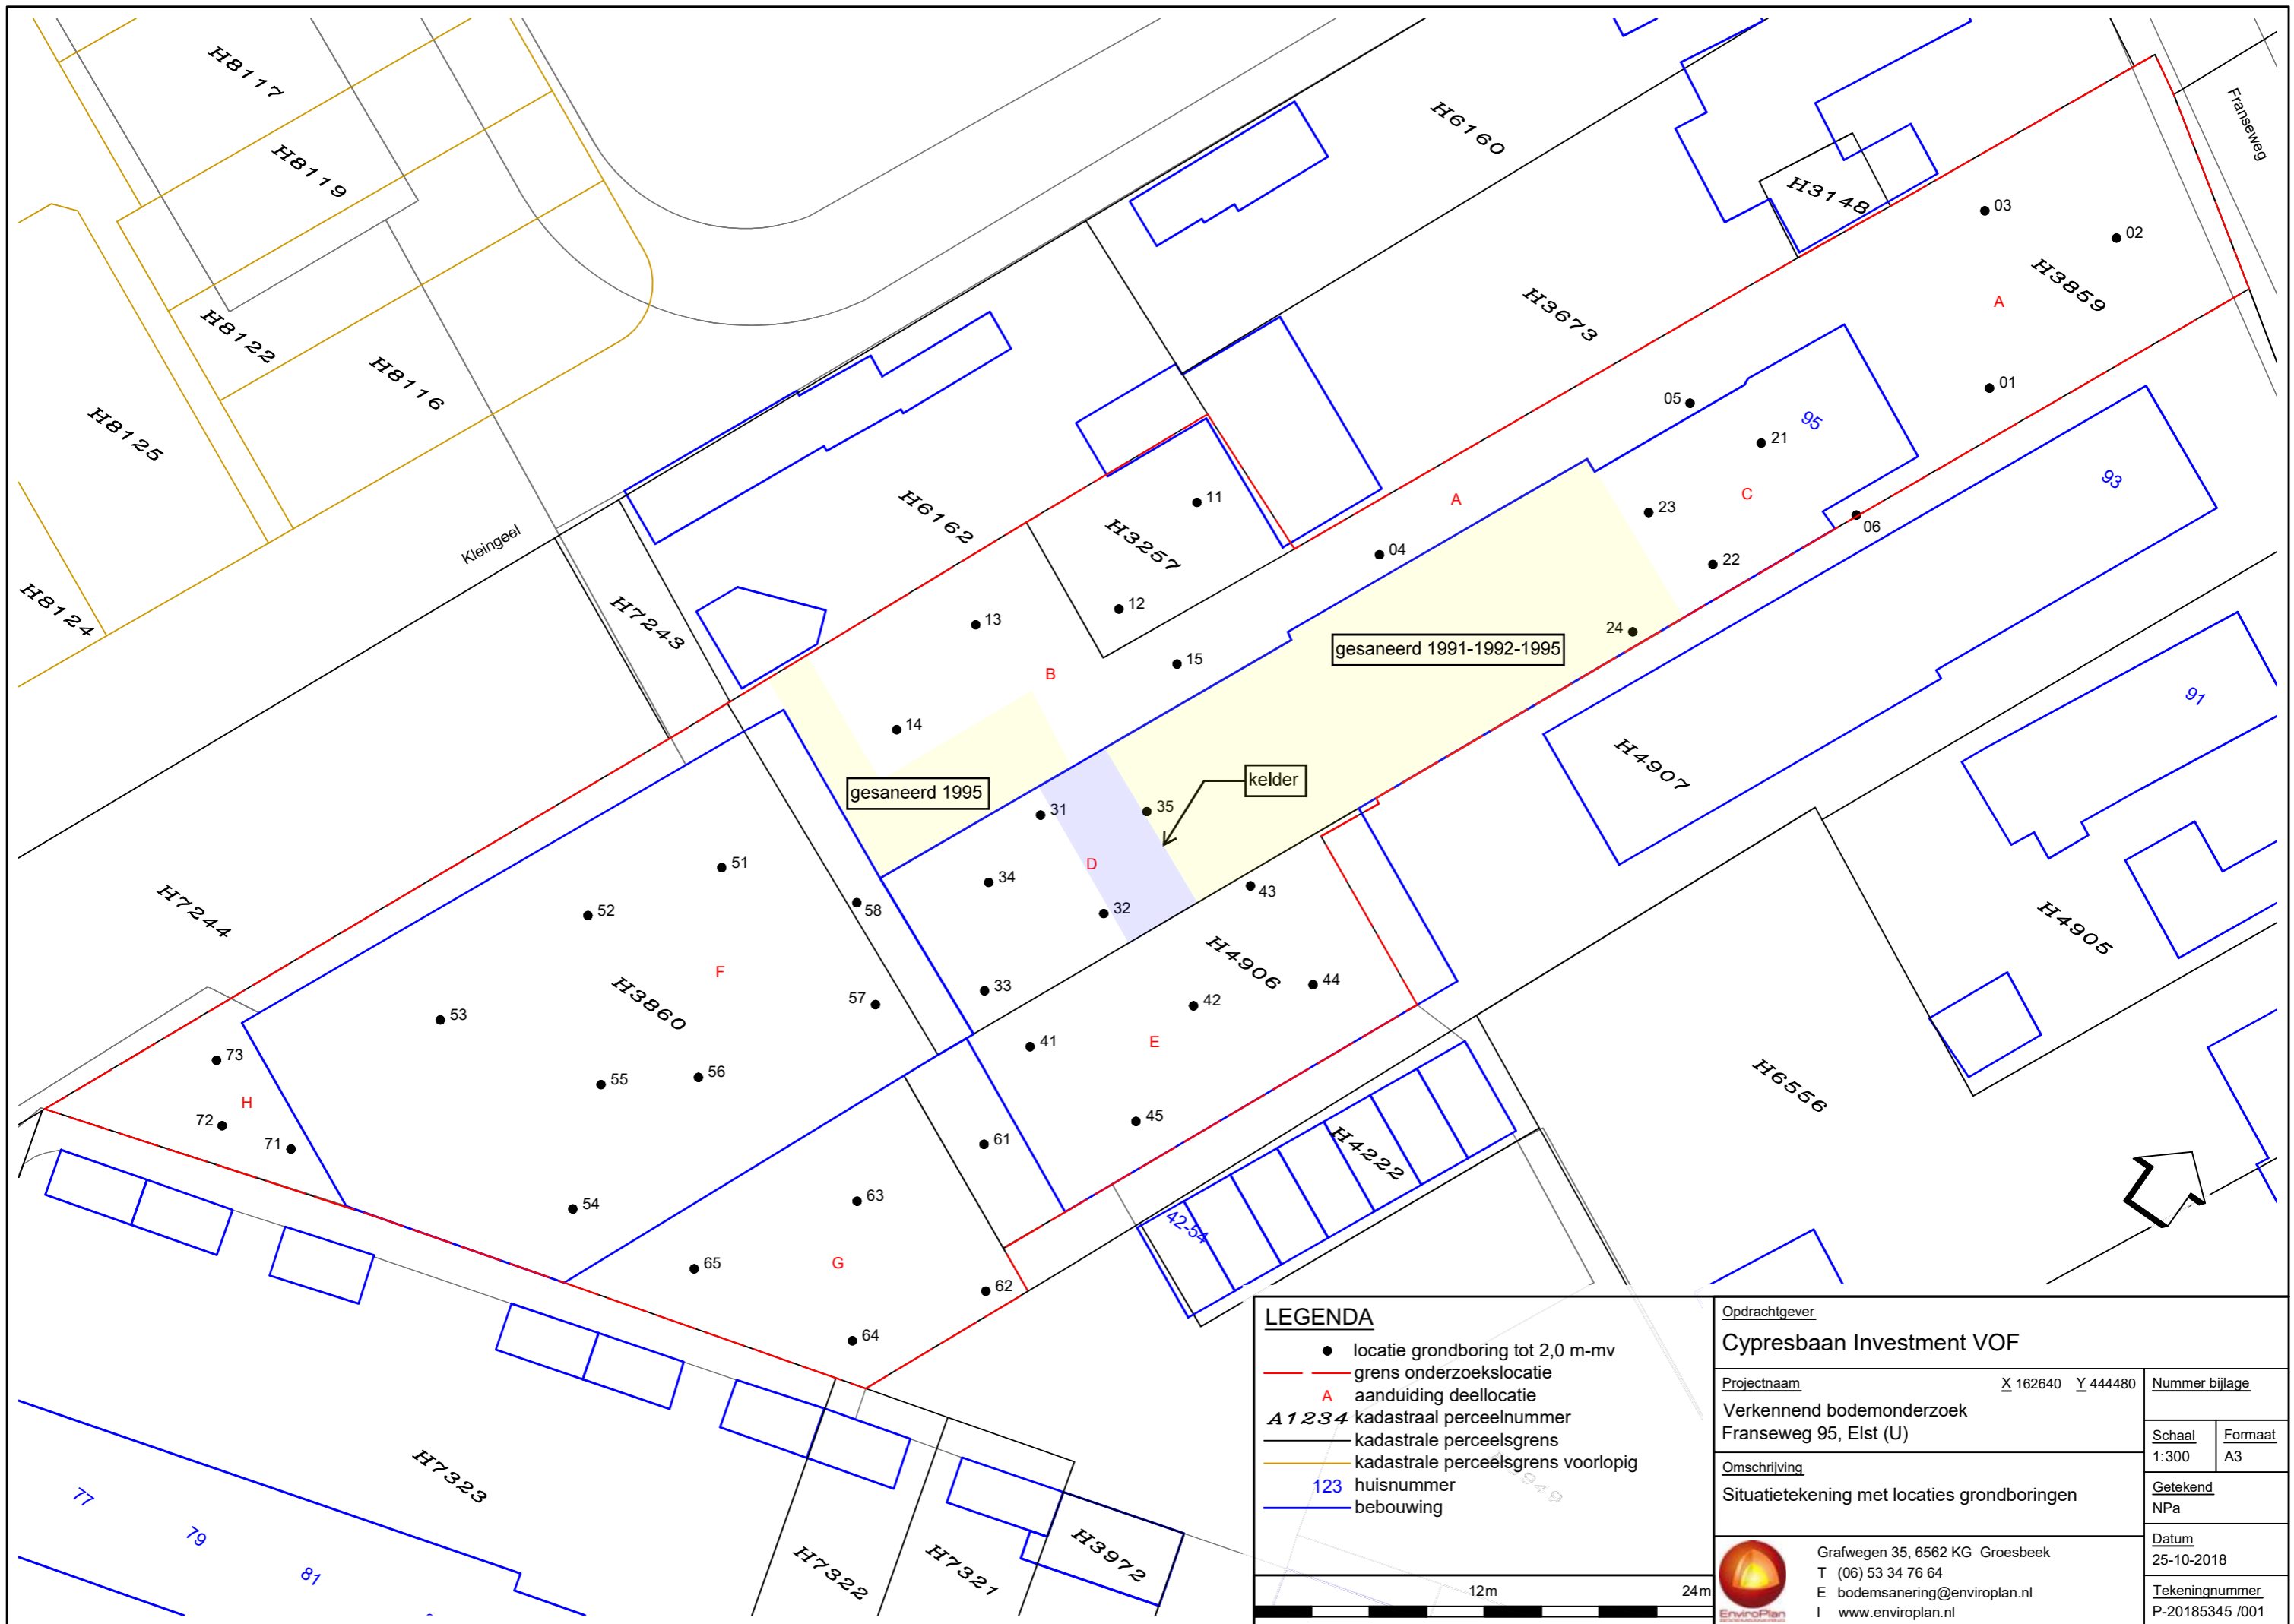 H8117
H8119
H8122
H8116
H8125
H8124
Kleingeel
H7243
H7244
H6162
H6160
H3148
H3673
H3257
H3859
Franseweg
03
02
A
01
05
21
95
C
23
22
06
93
A
04
11
12
13
15
B
14
24
gesaneerd 1991-1992-1995
gesaneerd 1995
kelder
H4907
91
31
35
D
34
32
33
43
H4906
44
42
41
E
45
H4905
H6556
H4222
42-54
51
52
58
F
H3860
53
57
55
56
54
73
H
72
71
61
63
65
G
62
64
H7323
77
79
81
H7322
H7321
H3972
LEGENDA
locatie grondboring tot 2,0 m-mv
grens onderzoekslocatie
A aanduiding deellocatie
A1234 kadastraal perceelnummer
kadastrale perceelsgrens
kadastrale perceelsgrens voorlopig
123 huisnummer
bebouwing
12m 24m
Opdrachtgever
Cypresbaan Investment VOF
Projectnaam X 162640 Y 444480
Verkennend bodemonderzoek
Franseweg 95, Elst (U)
Omschrijving
Situatietekening met locaties grondboringen
Nummer bijlage
Schaal Formaat
1:300 A3
Getekend
NPa
Datum
25-10-2018
Tekeningnummer
P-20185345 /001
Grafwegen 35, 6562 KG Groesbeek
T (06) 53 34 76 64
E bodemsanering@enviroplan.nl
I www.enviroplan.nl
EnviroPlan
BODEMSANERING